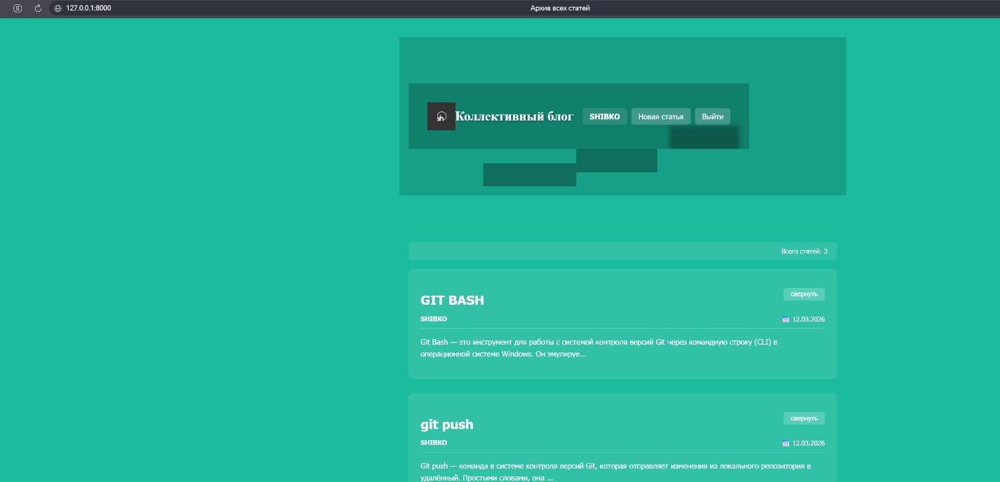 127.0.0.1:8000
Архив всех статей
sh
Коллективный блог
SHIBKO
Новая статья
Выйти
Всего статей: 3
GIT BASH
свернуть
SHIBKO
12.03.2026
Git Bash — это инструмент для работы с системой контроля версий Git через командную строку (CLI) в
операционной системе Windows. Он эмулируе...
git push
свернуть
SHIBKO
12.03.2026
Git push — команда в системе контроля версий Git, которая отправляет изменения из локального репозитория в
удалённый. Простыми словами, она ...